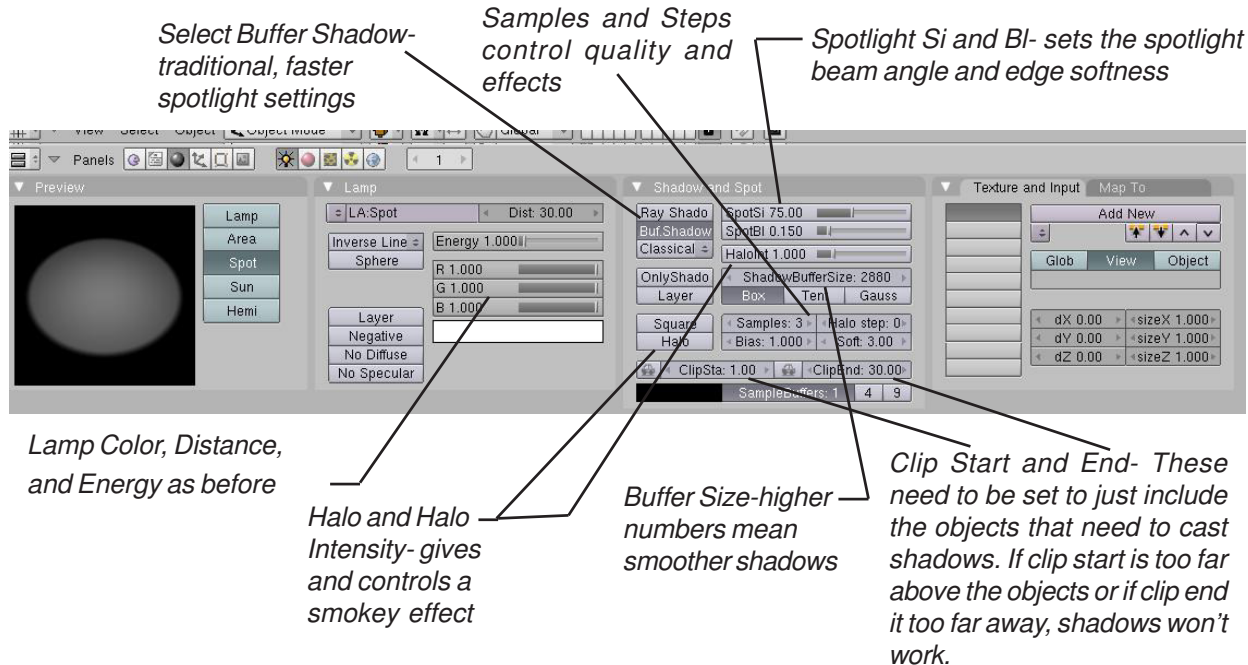 Select Buffer Shadow-
traditional, faster
spotlight settings
Samples and Steps
control quality and
effects
Spotlight Si and Bl- sets the spotlight
beam angle and edge softness
View Select Object Object Mode Global
Panels 1
Preview
Lamp
Area
Spot
Sun
Hemi
Lamp
LA:Spot Dist: 30.00
Inverse Line Energy 1.000
Sphere
R 1.000
G 1.000
B 1.000
Layer
Negative
No Diffuse
No Specular
Shadow and Spot
Ray Shado SpotSi 75.00
Buf.Shadow SpotBl 0.150
Classical HaloInt 1.000
OnlyShado ShadowBufferSize: 2880
Layer Box Tent Gauss
Square Samples: 3 Halo step: 0
Halo Bias: 1.000 Soft: 3.00
ClipSta: 1.00 ClipEnd: 30.00
SampleBuffers: 1 4 9
Texture and Input Map To
Add New
Glob View Object
dX 0.00 sizeX 1.000
dY 0.00 sizeY 1.000
dZ 0.00 sizeZ 1.000
Lamp Color, Distance,
and Energy as before
Halo and Halo
Intensity- gives
and controls a
smokey effect
Buffer Size-higher
numbers mean
smoother shadows
Clip Start and End- These
need to be set to just include
the objects that need to cast
shadows. If clip start is too far
above the objects or if clip end
it too far away, shadows won't
work.